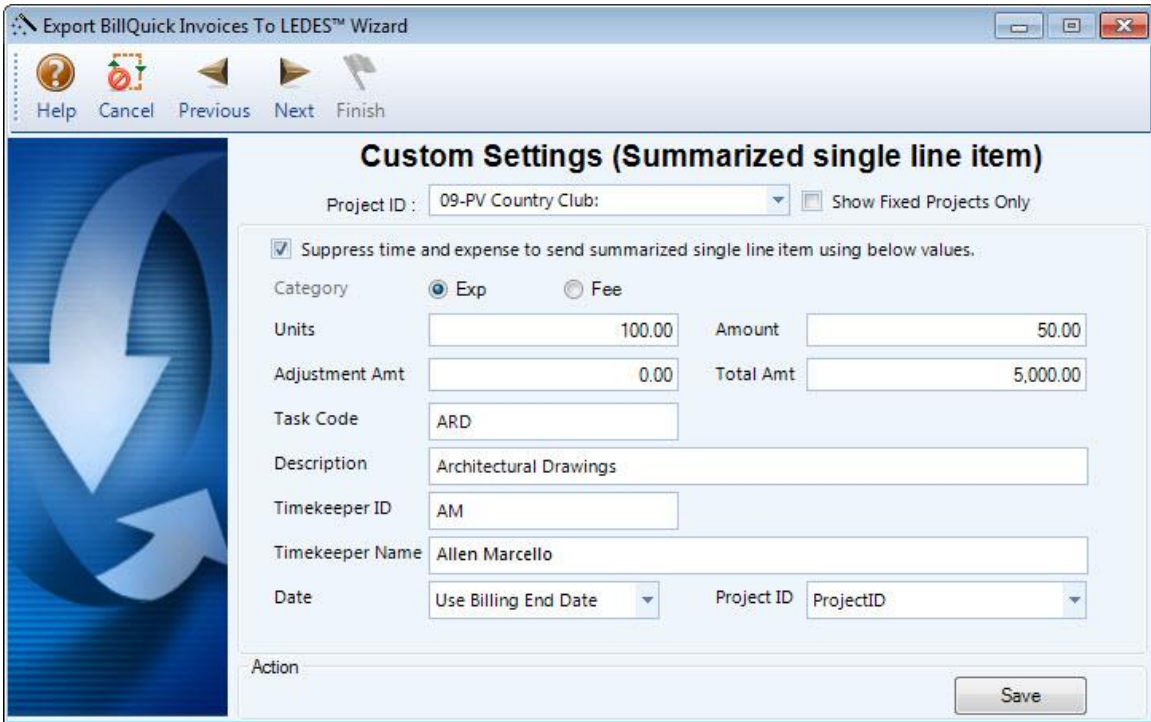 Export BillQuick Invoices To LEDES™ Wizard
Help Cancel Previous Next Finish
Custom Settings (Summarized single line item)
Project ID : 09-PV Country Club: Show Fixed Projects Only
Suppress time and expense to send summarized single line item using below values.
Category Exp Fee
Units 100.00 Amount 50.00
Adjustment Amt 0.00 Total Amt 5,000.00
Task Code ARD
Description Architectural Drawings
Timekeeper ID AM
Timekeeper Name Allen Marcello
Date Use Billing End Date Project ID ProjectID
Action
Save